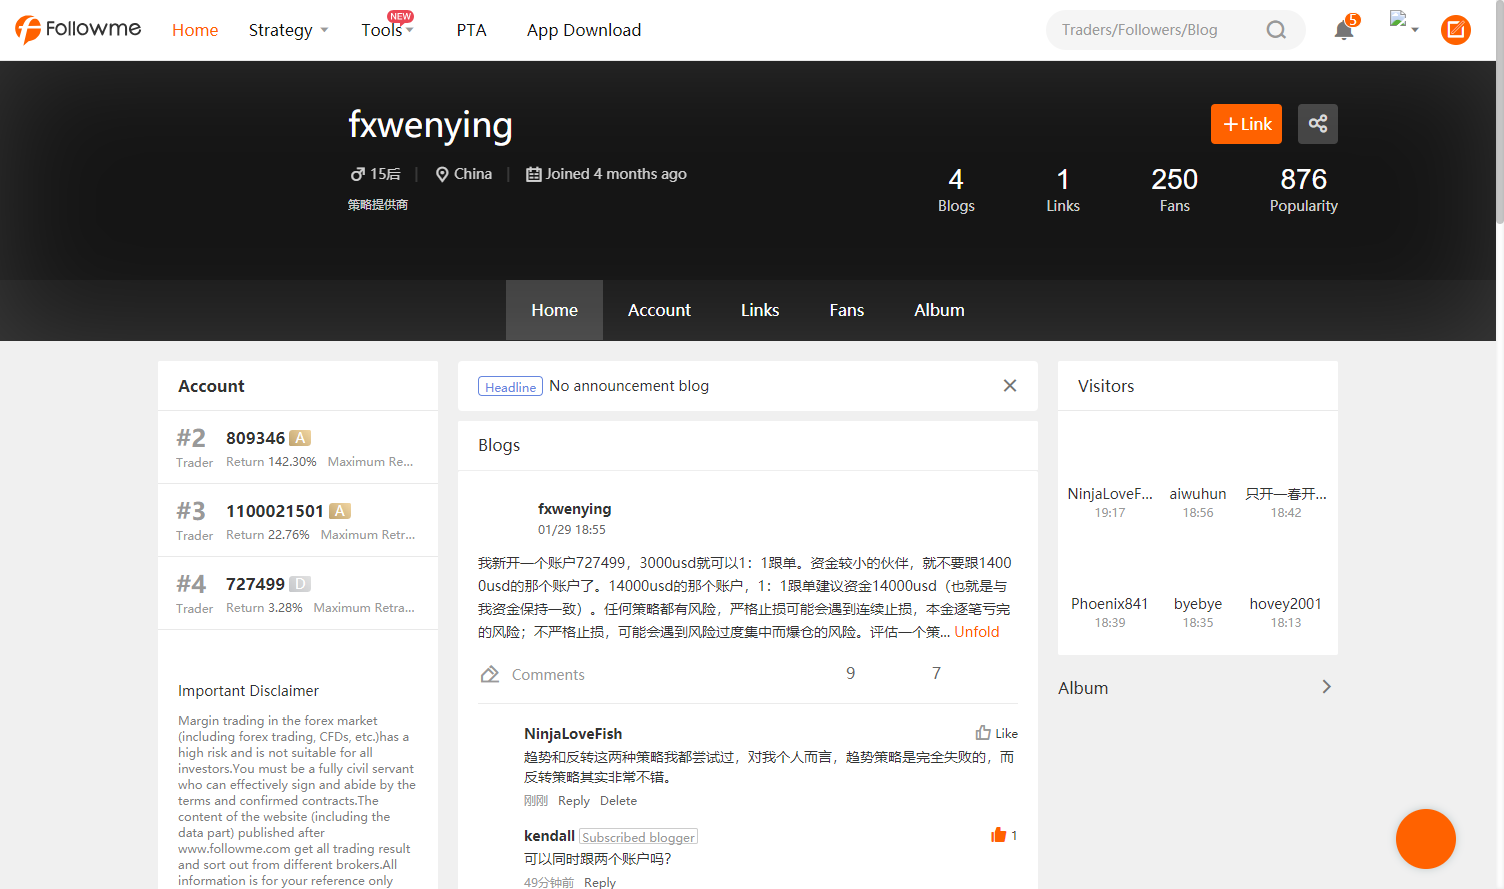 Followme
Home
Strategy
Tools
NEW
PTA
App Download
Traders/Followers/Blog
5
fxwenying
+Link
15后
China
Joined 4 months ago
策略提供商
4
Blogs
1
Links
250
Fans
876
Popularity
Home
Account
Links
Fans
Album
Account
#2
Trader
809346 A
Return 142.30% Maximum Re...
#3
Trader
1100021501 A
Return 22.76% Maximum Retr...
#4
Trader
727499 D
Return 3.28% Maximum Retra...
Important Disclaimer
Margin trading in the forex market
(including forex trading, CFDs, etc.)has a
high risk and is not suitable for all
investors.You must be a fully civil servant
who can effectively sign and abide by the
terms and confirmed contracts.The
content of the website (including the
data part) published after
www.followme.com get all trading result
and sort out from different brokers.All
information is for your reference only
Headline No announcement blog
Blogs
fxwenying
01/29 18:55
我新开一个账户727499，3000usd就可以1：1跟单。资金较小的伙伴，就不要跟1400
0usd的那个账户了。14000usd的那个账户，1：1跟单建议资金14000usd（也就是与
我资金保持一致）。任何策略都有风险，严格止损可能会遇到连续止损，本金逐笔亏完
的风险；不严格止损，可能会遇到风险过度集中而爆仓的风险。评估一个策... Unfold
Comments
9
7
NinjaLoveFish
Like
趋势和反转这两种策略我都尝试过，对我个人而言，趋势策略是完全失败的，而
反转策略其实非常不错。
刚刚 Reply Delete
kendall Subscribed blogger
1
可以同时跟两个账户吗?
49分钟前 Reply
Visitors
NinjaLoveF...
19:17
aiwuhun
18:56
只开一春开...
18:42
Phoenix841
18:39
byebye
18:35
hovey2001
18:13
Album